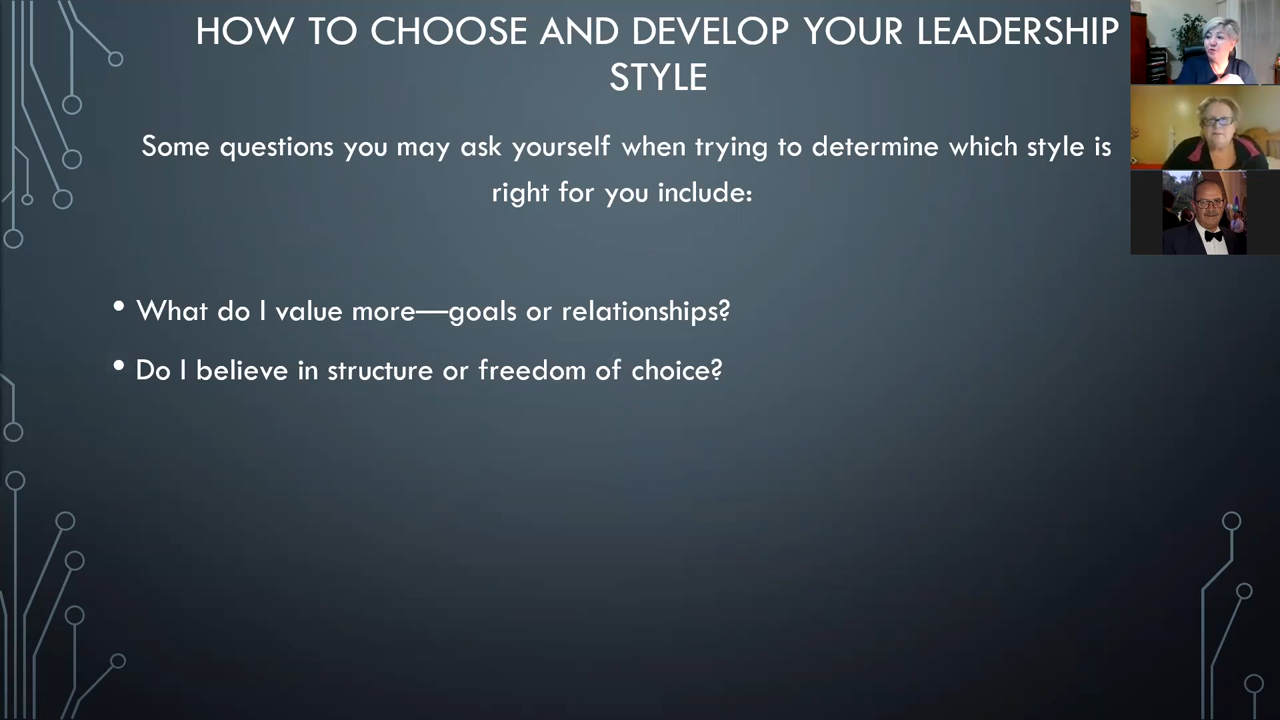 HOW TO CHOOSE AND DEVELOP YOUR LEADERSHIP
STYLE
Some questions you may ask yourself when trying to determine which style is
right for you include:
• What do I value more—goals or relationships?
• Do I believe in structure or freedom of choice?